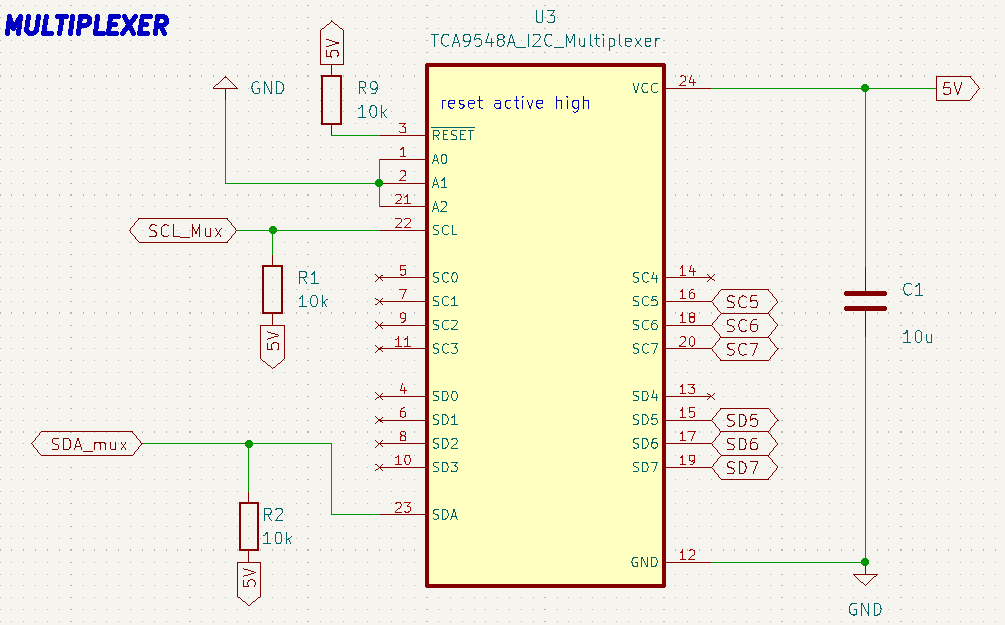 MULTIPLEXER
U3
TCA9548A_I2C_Multiplexer
5V
GND
R9
10k
reset active high
3 RESET
1 A0
2 A1
21 A2
22 SCL
SCL_Mux
R1
10k
5V
5 SC0
7 SC1
9 SC2
11 SC3
4 SD0
6 SD1
8 SD2
10 SD3
SDA_mux
23 SDA
R2
10k
5V
VCC 24
5V
SC4 14
SC5 16 SC5
SC6 18 SC6
SC7 20 SC7
SD4 13
SD5 15 SD5
SD6 17 SD6
SD7 19 SD7
GND 12
C1
10u
GND